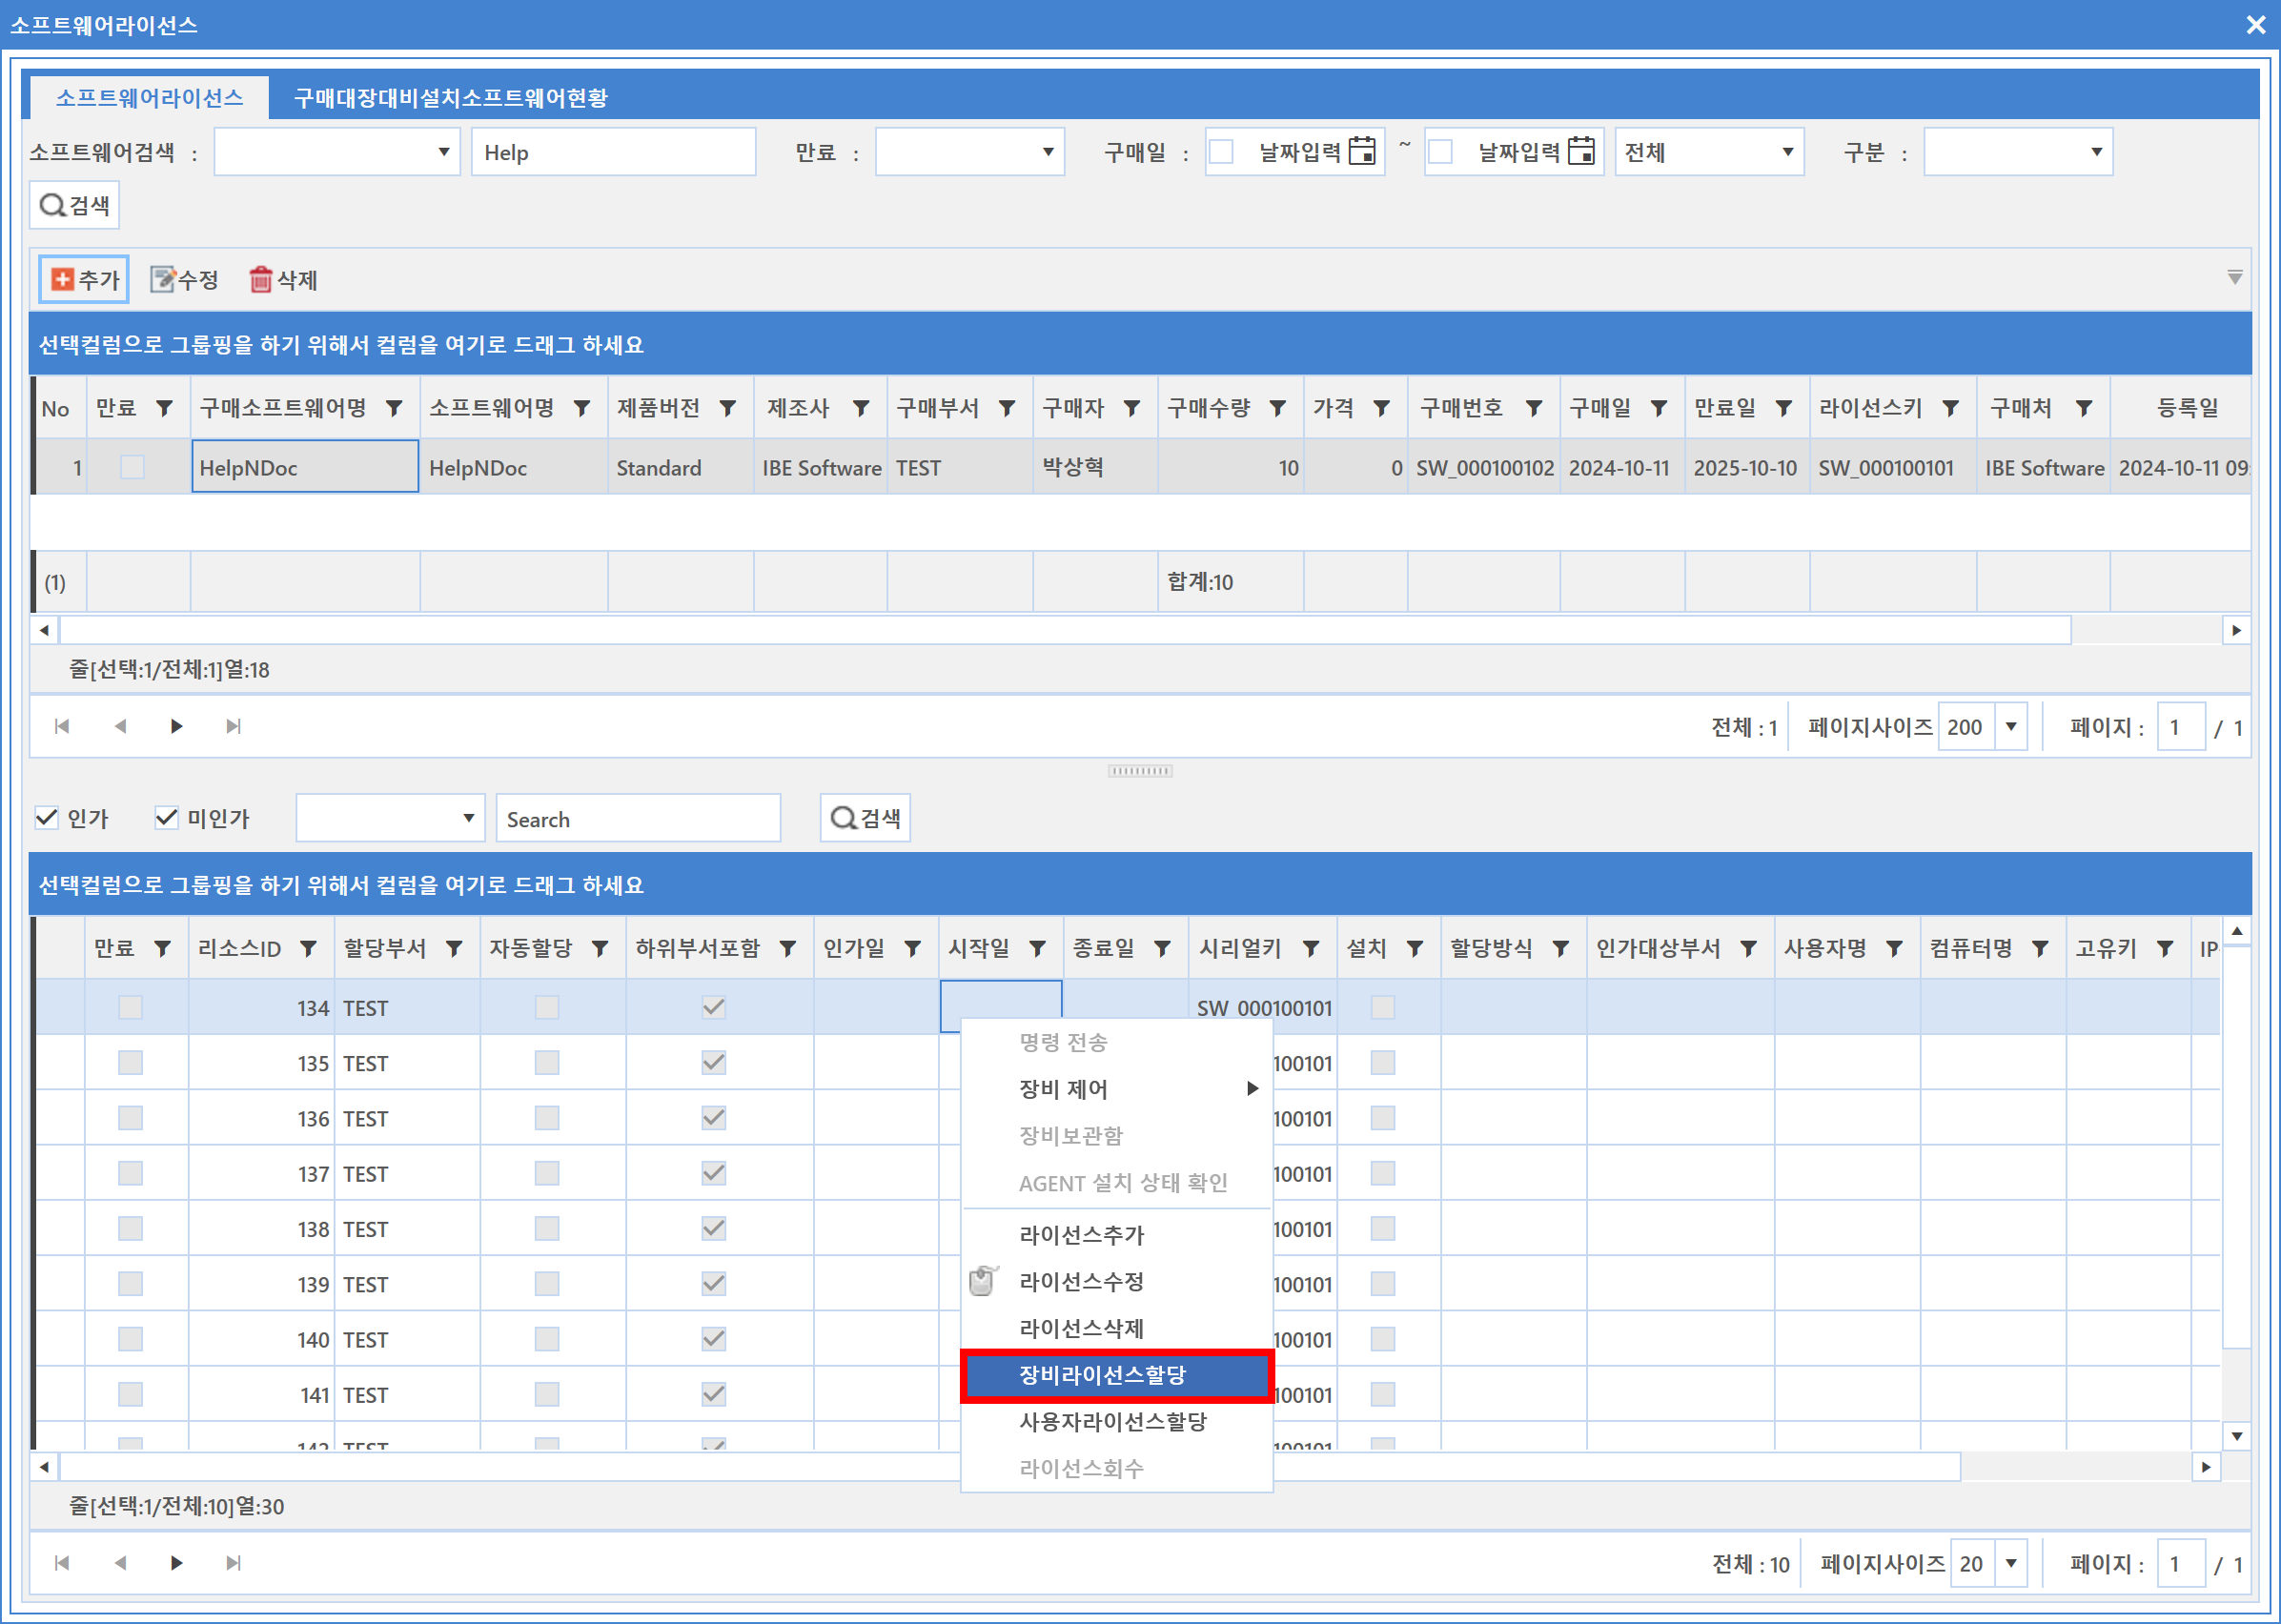 소프트웨어라이선스
소프트웨어라이선스 구매대장대비설치소프트웨어현황
소프트웨어검색 : Help 만료 : 구매일 : 날짜입력 ~ 날짜입력 전체 구분 :
검색
추가 수정 삭제
선택컬럼으로 그룹핑을 하기 위해서 컬럼을 여기로 드래그 하세요
No 만료 구매소프트웨어명 소프트웨어명 제품버전 제조사 구매부서 구매자 구매수량 가격 구매번호 구매일 만료일 라이선스키 구매처 등록일
1 HelpNDoc HelpNDoc Standard IBE Software TEST 박상혁 10 0 SW_000100102 2024-10-11 2025-10-10 SW_000100101 IBE Software 2024-10-11 09:
(1) 합계:10
줄[선택:1/전체:1]열:18
전체 : 1 페이지사이즈 200 페이지 : 1 / 1
인가 미인가 Search 검색
선택컬럼으로 그룹핑을 하기 위해서 컬럼을 여기로 드래그 하세요
만료 리소스ID 할당부서 자동할당 하위부서포함 인가일 시작일 종료일 시리얼키 설치 할당방식 인가대상부서 사용자명 컴퓨터명 고유키 IP
134 TEST SW_000100101
135 TEST 100101
136 TEST 100101
137 TEST 100101
138 TEST 100101
139 TEST 100101
140 TEST 100101
141 TEST 100101
142 TEST 100101
명령 전송
장비 제어
장비보관함
AGENT 설치 상태 확인
라이선스추가
라이선스수정
라이선스삭제
장비라이선스할당
사용자라이선스할당
라이선스회수
줄[선택:1/전체:10]열:30
전체 : 10 페이지사이즈 20 페이지 : 1 / 1